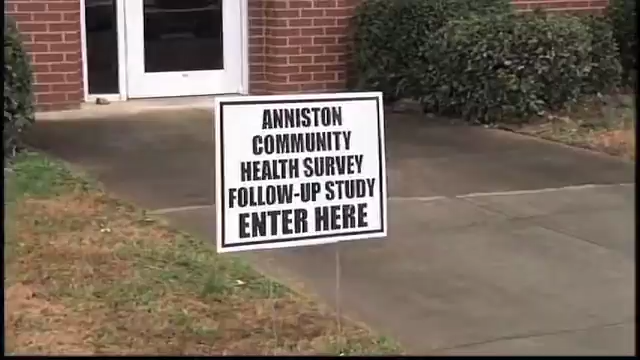 ANNISTON
COMMUNITY
HEALTH SURVEY
FOLLOW-UP STUDY
ENTER HERE